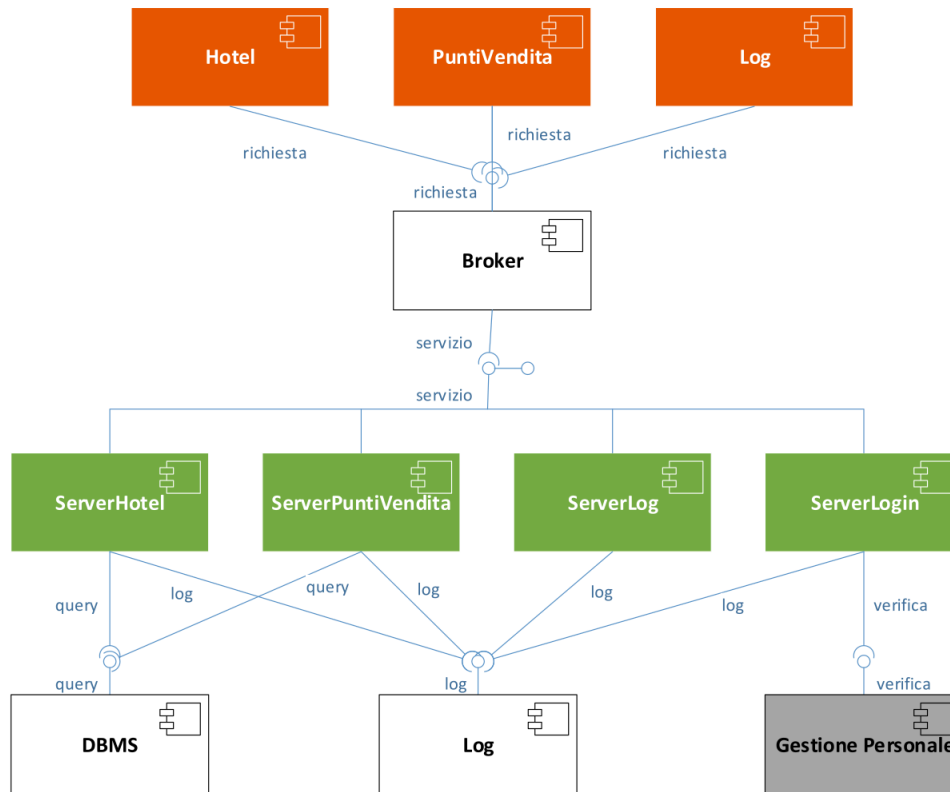 Hotel
PuntiVendita
Log
richiesta
richiesta
richiesta
richiesta
Broker
servizio
servizio
ServerHotel
ServerPuntiVendita
ServerLog
ServerLogin
query
log
query
log
log
log
verifica
query
log
verifica
DBMS
Log
Gestione Personale